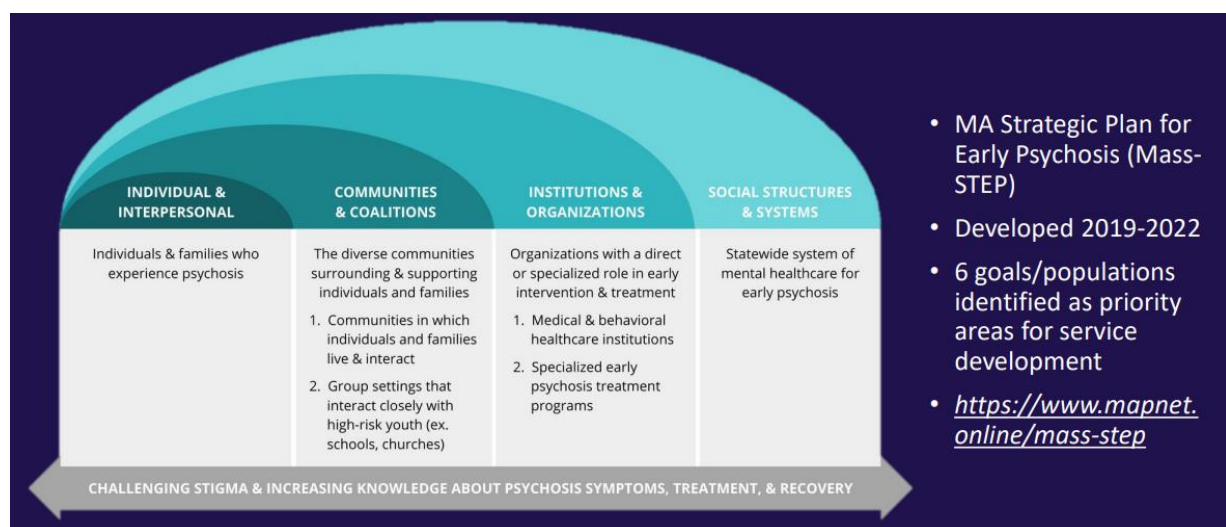 INDIVIDUAL &
INTERPERSONAL
Individuals & families who
experience psychosis
COMMUNITIES
& COALITIONS
The diverse communities
surrounding & supporting
individuals and families
1. Communities in which
individuals and families
live & interact
2. Group settings that
interact closely with
high-risk youth (ex.
schools, churches)
INSTITUTIONS &
ORGANIZATIONS
Organizations with a direct
or specialized role in early
intervention & treatment
1. Medical & behavioral
healthcare institutions
2. Specialized early
psychosis treatment
programs
SOCIAL STRUCTURES
& SYSTEMS
Statewide system of
mental healthcare for
early psychosis
CHALLENGING STIGMA & INCREASING KNOWLEDGE ABOUT PSYCHOSIS SYMPTOMS, TREATMENT, & RECOVERY
• MA Strategic Plan for
Early Psychosis (Mass-
STEP)
• Developed 2019-2022
• 6 goals/populations
identified as priority
areas for service
development
• https://www.mapnet.
online/mass-step